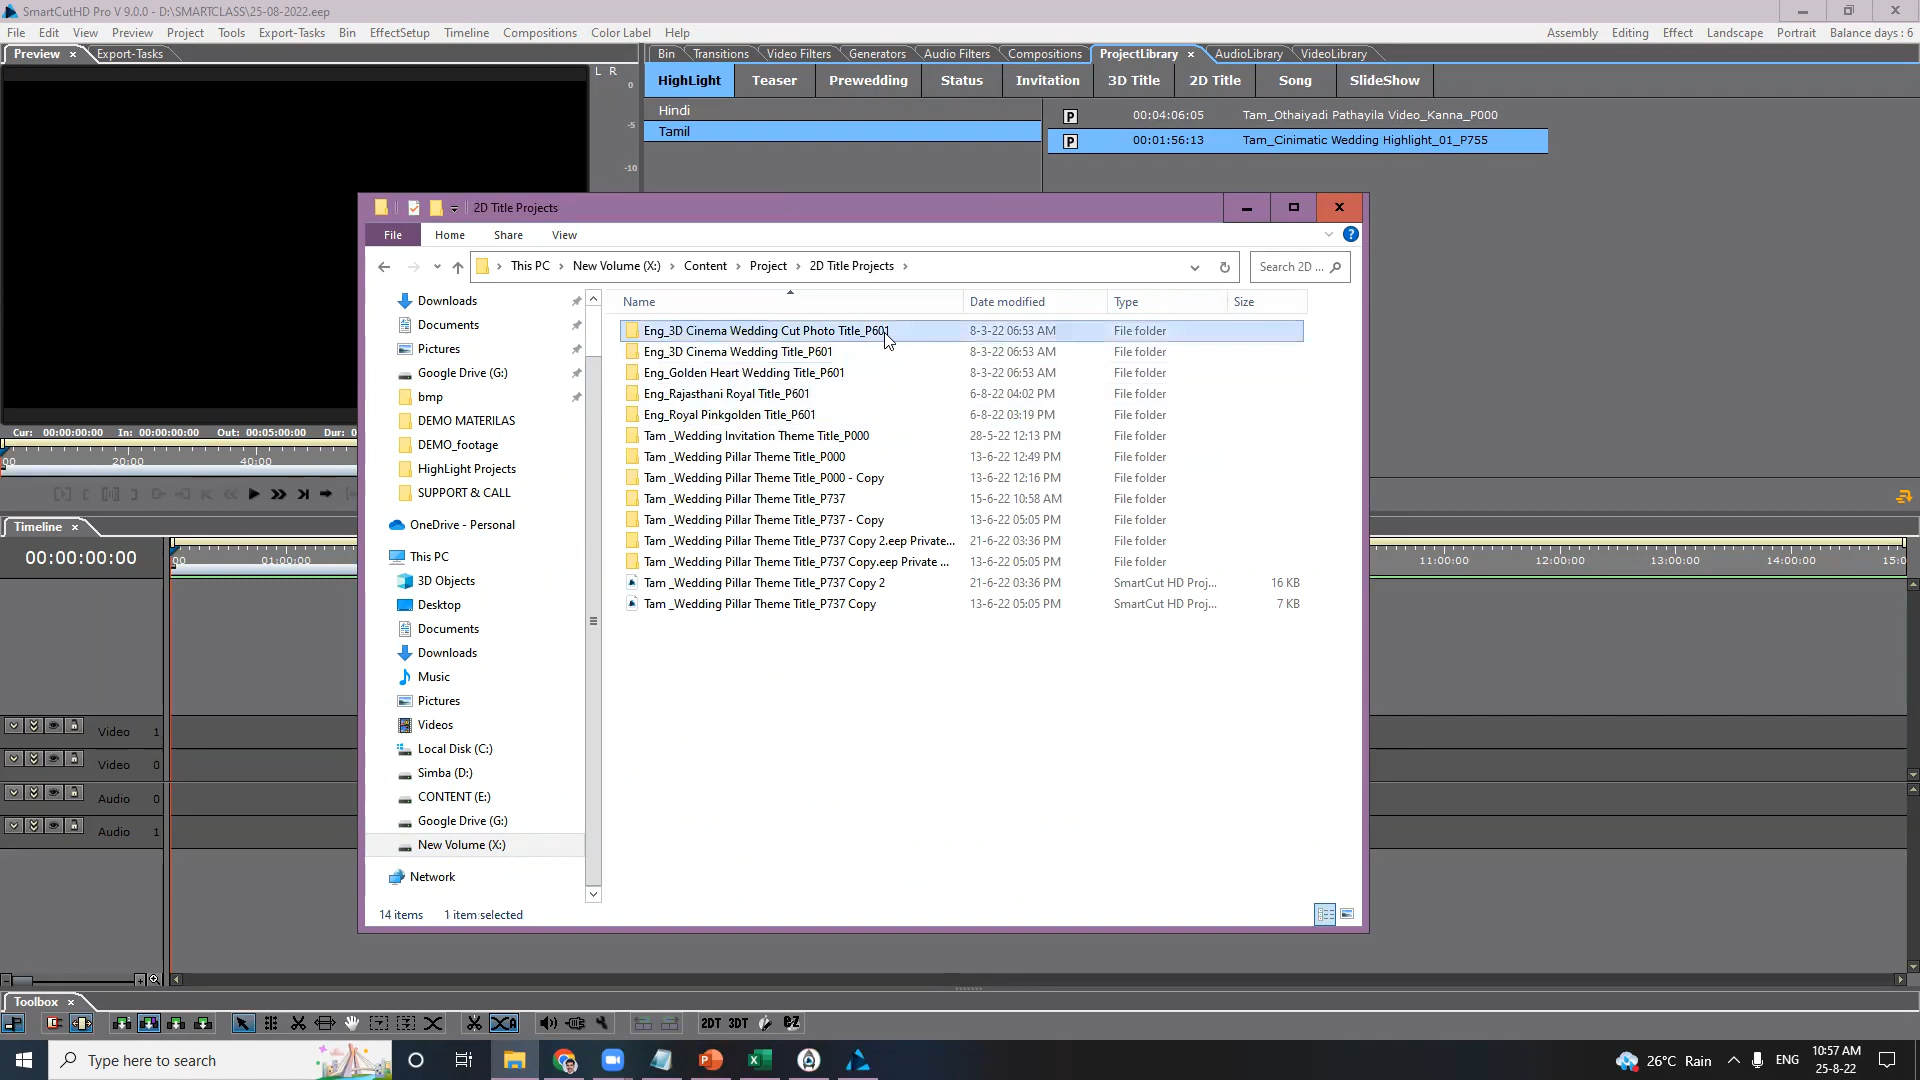 SmartCutHD Pro V 9.0.0 - D:\SMARTCLASS\25-08-2022.eep
File Edit View Preview Project Tools Export-Tasks Bin EffectSetup Timeline Compositions Color Label Help
Assembly Editing Effect Landscape Portrait Balance days : 6
Preview × Export-Tasks
Bin Transitions Video Filters Generators Audio Filters Compositions ProjectLibrary × AudioLibrary VideoLibrary
L R
0
-5
-10
HighLight Teaser Prewedding Status Invitation 3D Title 2D Title Song SlideShow
Hindi
Tamil
P 00:04:06:05 Tam_Othaiyadi Pathayila Video_Kanna_P000
P 00:01:56:13 Tam_Cinimatic Wedding Highlight_01_P755
2D Title Projects
File Home Share View
This PC › New Volume (X:) › Content › Project › 2D Title Projects ›
Search 2D ...
Name Date modified Type Size
Eng_3D Cinema Wedding Cut Photo Title_P601 8-3-22 06:53 AM File folder
Eng_3D Cinema Wedding Title_P601 8-3-22 06:53 AM File folder
Eng_Golden Heart Wedding Title_P601 8-3-22 06:53 AM File folder
Eng_Rajasthani Royal Title_P601 6-8-22 04:02 PM File folder
Eng_Royal Pinkgolden Title_P601 6-8-22 03:19 PM File folder
Tam _Wedding Invitation Theme Title_P000 28-5-22 12:13 PM File folder
Tam _Wedding Pillar Theme Title_P000 13-6-22 12:49 PM File folder
Tam _Wedding Pillar Theme Title_P000 - Copy 13-6-22 12:16 PM File folder
Tam _Wedding Pillar Theme Title_P737 15-6-22 10:58 AM File folder
Tam _Wedding Pillar Theme Title_P737 - Copy 13-6-22 05:05 PM File folder
Tam _Wedding Pillar Theme Title_P737 Copy 2.eep Private... 21-6-22 03:36 PM File folder
Tam _Wedding Pillar Theme Title_P737 Copy.eep Private ... 13-6-22 05:05 PM File folder
Tam _Wedding Pillar Theme Title_P737 Copy 2 21-6-22 03:36 PM SmartCut HD Proj... 16 KB
Tam _Wedding Pillar Theme Title_P737 Copy 13-6-22 05:05 PM SmartCut HD Proj... 7 KB
Downloads
Documents
Pictures
Google Drive (G:)
bmp
DEMO MATERILAS
DEMO_footage
HighLight Projects
SUPPORT & CALL
OneDrive - Personal
This PC
3D Objects
Desktop
Documents
Downloads
Music
Pictures
Videos
Local Disk (C:)
Simba (D:)
CONTENT (E:)
Google Drive (G:)
New Volume (X:)
Network
14 items 1 item selected
Cur: 00:00:00:00 In: 00:00:00:00 Out: 00:05:00:00 Dur: 0
00 20:00 40:00
Timeline ×
00:00:00:00
00 01:00:00 11:00:00 12:00:00 13:00:00 14:00:00 15:0
Video 1
Video 0
Audio 0
Audio 1
Toolbox ×
2DT 3DT
Type here to search
26°C Rain
ENG
10:57 AM
25-8-22